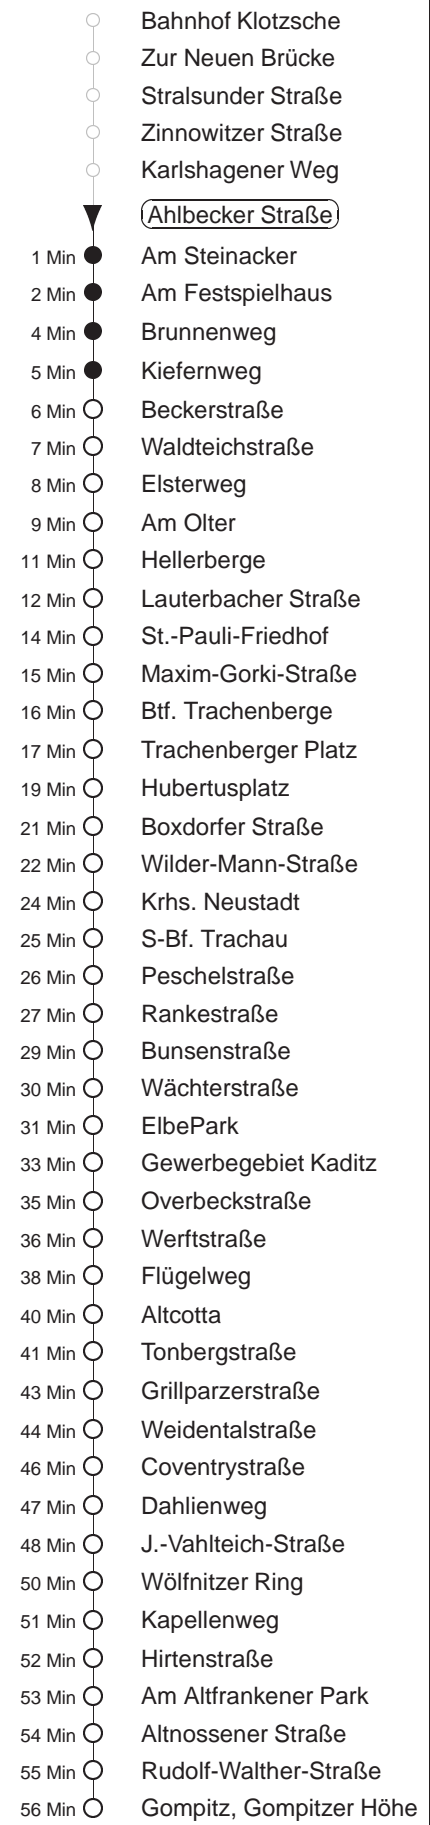 Bahnhof Klotzsche
Zur Neuen Brücke
Stralsunder Straße
Zinnowitzer Straße
Karlshagener Weg
Ahlbecker Straße
1 Min Am Steinacker
2 Min Am Festspielhaus
4 Min Brunnenweg
5 Min Kiefernweg
6 Min Beckerstraße
7 Min Waldteichstraße
8 Min Elsterweg
9 Min Am Olter
11 Min Hellerberge
12 Min Lauterbacher Straße
14 Min St.-Pauli-Friedhof
15 Min Maxim-Gorki-Straße
16 Min Btf. Trachenberge
17 Min Trachenberger Platz
19 Min Hubertusplatz
21 Min Boxdorfer Straße
22 Min Wilder-Mann-Straße
24 Min Krhs. Neustadt
25 Min S-Bf. Trachau
26 Min Peschelstraße
27 Min Rankestraße
29 Min Bunsenstraße
30 Min Wächterstraße
31 Min ElbePark
33 Min Gewerbegebiet Kaditz
35 Min Overbeckstraße
36 Min Werftstraße
38 Min Flügelweg
40 Min Altcotta
41 Min Tonbergstraße
43 Min Grillparzerstraße
44 Min Weidentalstraße
46 Min Coventrystraße
47 Min Dahlienweg
48 Min J.-Vahlteich-Straße
50 Min Wölfnitzer Ring
51 Min Kapellenweg
52 Min Hirtenstraße
53 Min Am Altfrankener Park
54 Min Altnossener Straße
55 Min Rudolf-Walther-Straße
56 Min Gompitz, Gompitzer Höhe